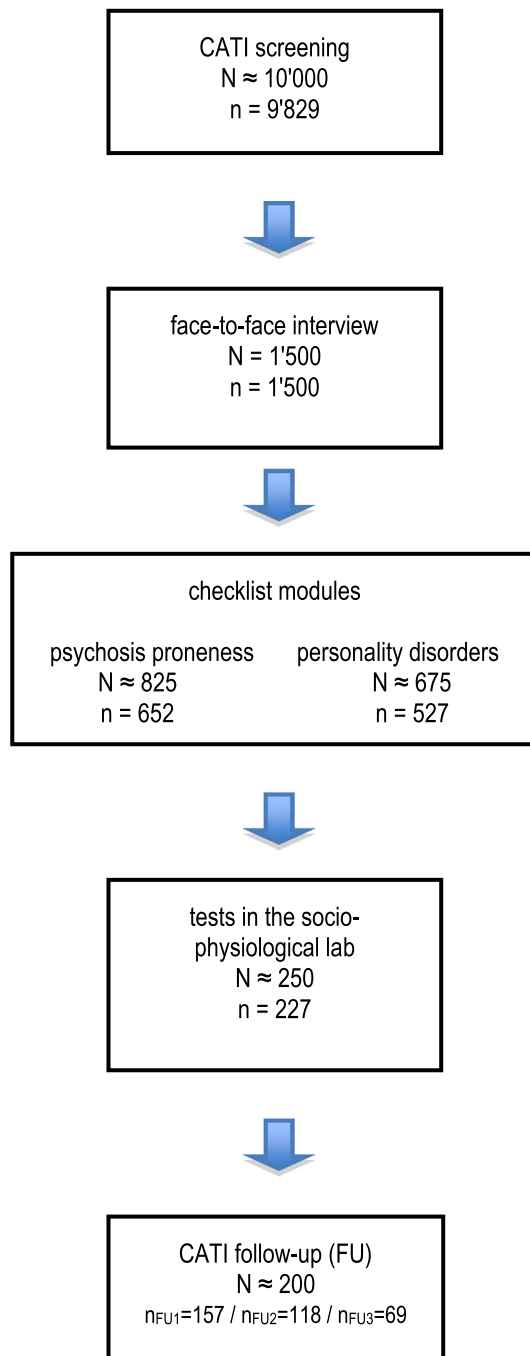 CATI screening
N ≈ 10'000
n = 9'829
face-to-face interview
N = 1'500
n = 1'500
checklist modules
psychosis proneness
N ≈ 825
n = 652
personality disorders
N ≈ 675
n = 527
tests in the socio-
physiological lab
N ≈ 250
n = 227
CATI follow-up (FU)
N ≈ 200
nFU1=157 / nFU2=118 / nFU3=69